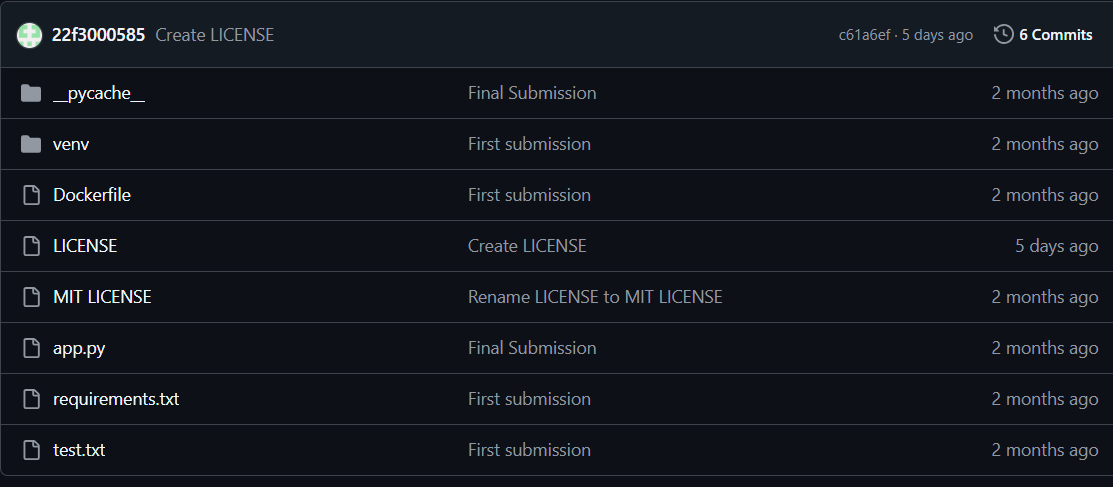 22f3000585 Create LICENSE c61a6ef · 5 days ago 6 Commits
__pycache__ Final Submission 2 months ago
venv First submission 2 months ago
Dockerfile First submission 2 months ago
LICENSE Create LICENSE 5 days ago
MIT LICENSE Rename LICENSE to MIT LICENSE 2 months ago
app.py Final Submission 2 months ago
requirements.txt First submission 2 months ago
test.txt First submission 2 months ago